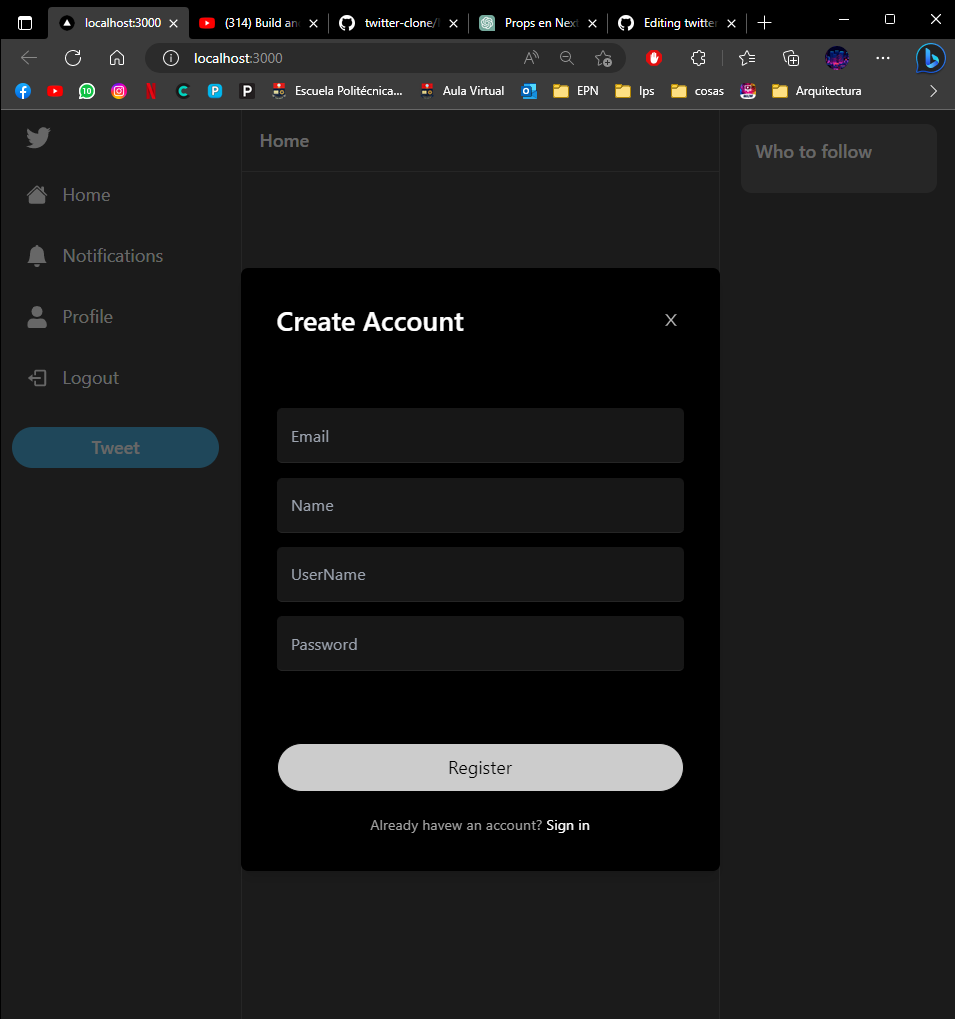 localhost:3000
(314) Build an
twitter-clone/
Props en Nex
Editing twitter
localhost:3000
10
Escuela Politécnica...
Aula Virtual
EPN
Ips
cosas
Arquitectura
Home
Who to follow
Home
Notifications
Profile
Logout
Tweet
Create Account
X
Email
Name
UserName
Password
Register
Already havew an account? Sign in